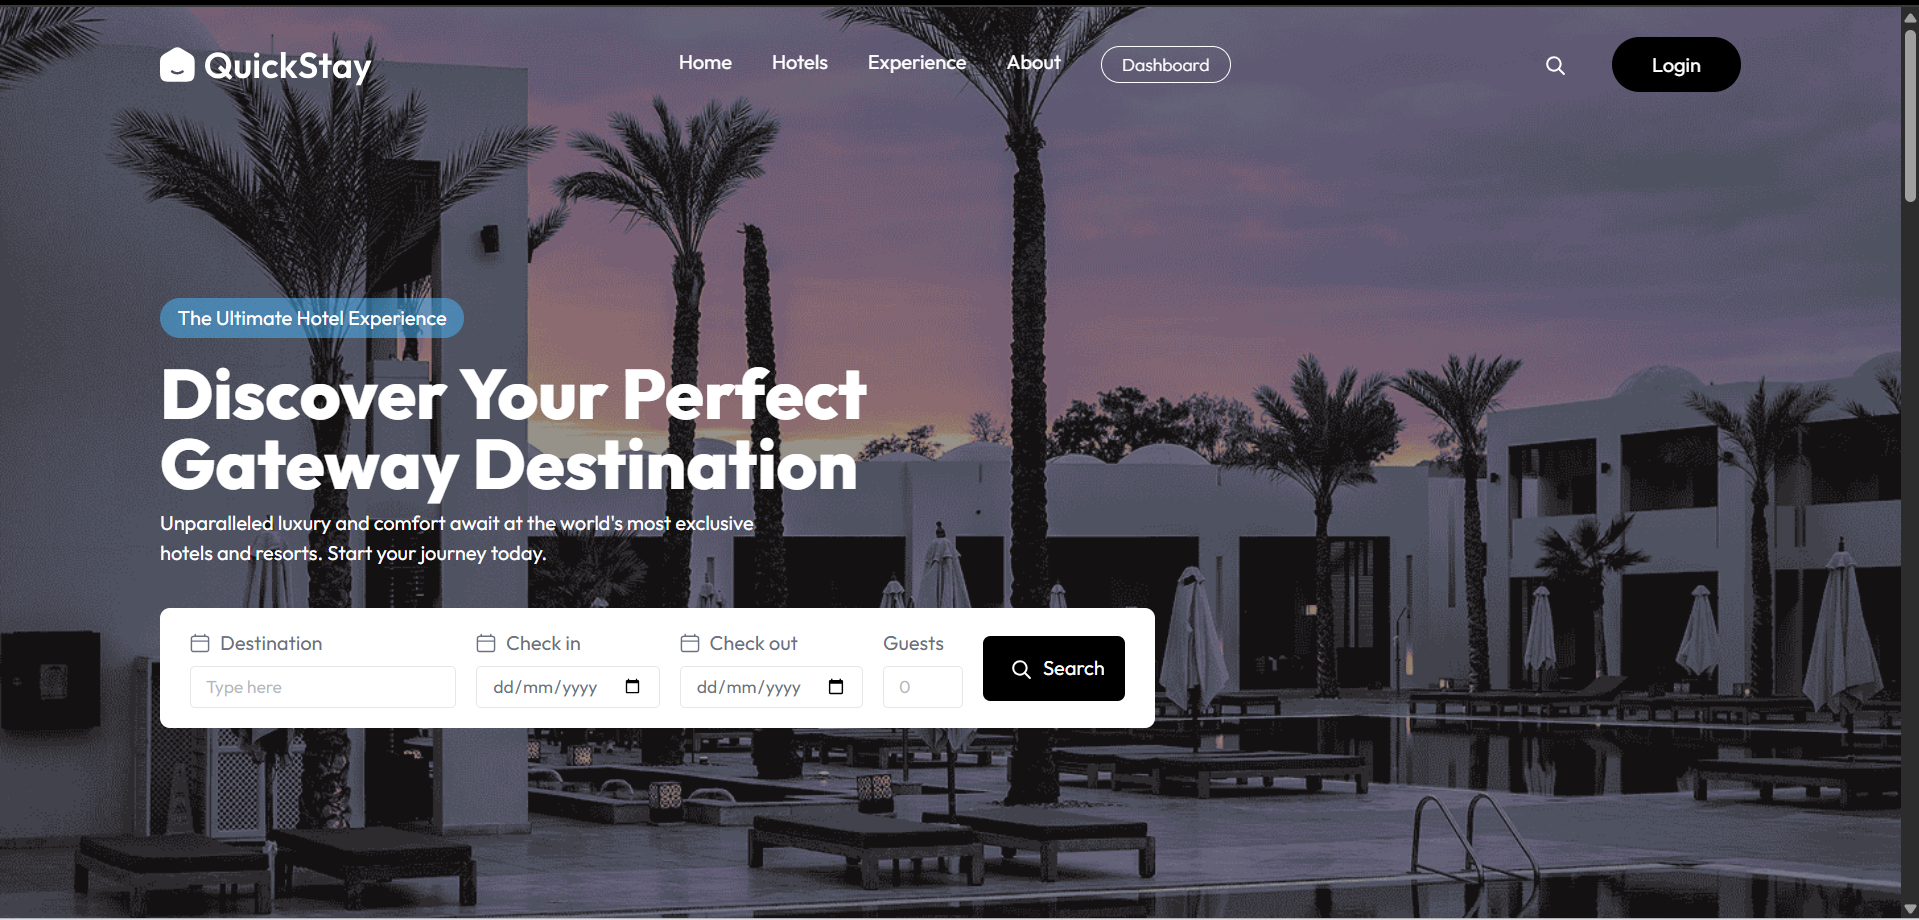 QuickStay
Home
Hotels
Experience
About
Dashboard
Login
The Ultimate Hotel Experience
Discover Your Perfect
Gateway Destination
Unparalleled luxury and comfort await at the world's most exclusive
hotels and resorts. Start your journey today.
Destination
Check in
Check out
Guests
Type here
dd/mm/yyyy
dd/mm/yyyy
0
Search